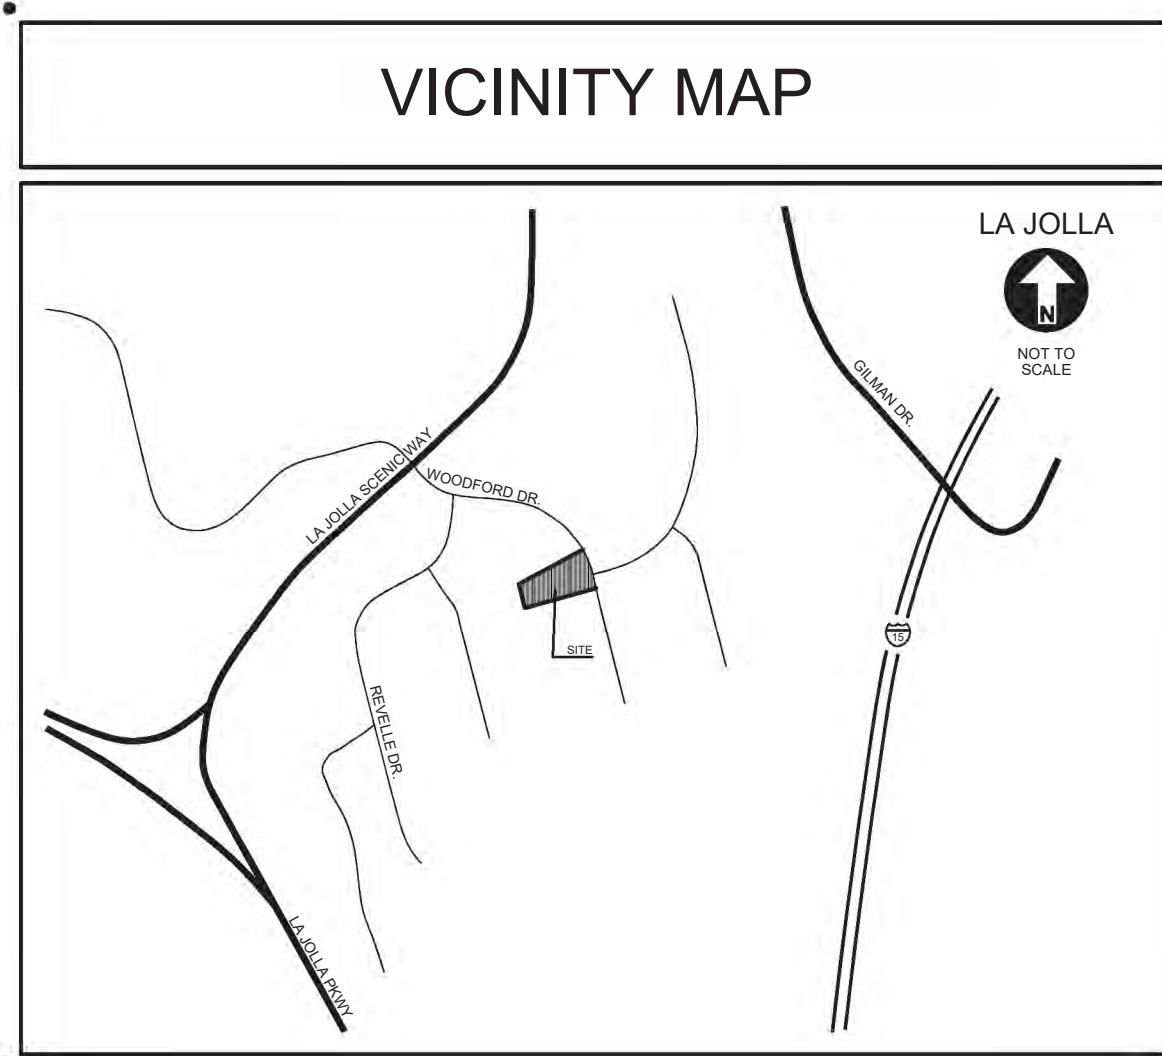 VICINITY MAP
LA JOLLA
N
NOT TO
SCALE
GILMAN DR.
LA JOLLA SCENIC WAY
WOODFORD DR.
15
SITE
REVELLE DR.
LA JOLLA PKWY